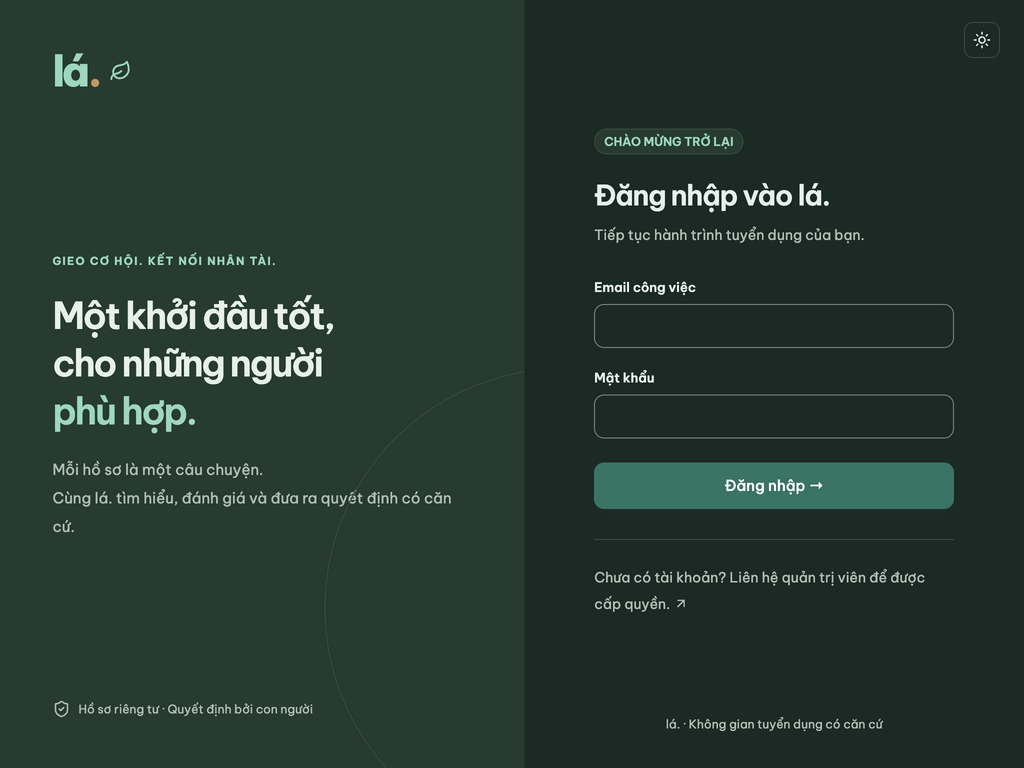 lá.
GIEO CƠ HỘI. KẾT NỐI NHÂN TÀI.
Một khởi đầu tốt,
cho những người
phù hợp.
Mỗi hồ sơ là một câu chuyện.
Cùng lá. tìm hiểu, đánh giá và đưa ra quyết định có căn
cứ.
Hồ sơ riêng tư · Quyết định bởi con người
CHÀO MỪNG TRỞ LẠI
Đăng nhập vào lá.
Tiếp tục hành trình tuyển dụng của bạn.
Email công việc
Mật khẩu
Đăng nhập →
Chưa có tài khoản? Liên hệ quản trị viên để được
cấp quyền. ↗
lá. · Không gian tuyển dụng có căn cứ